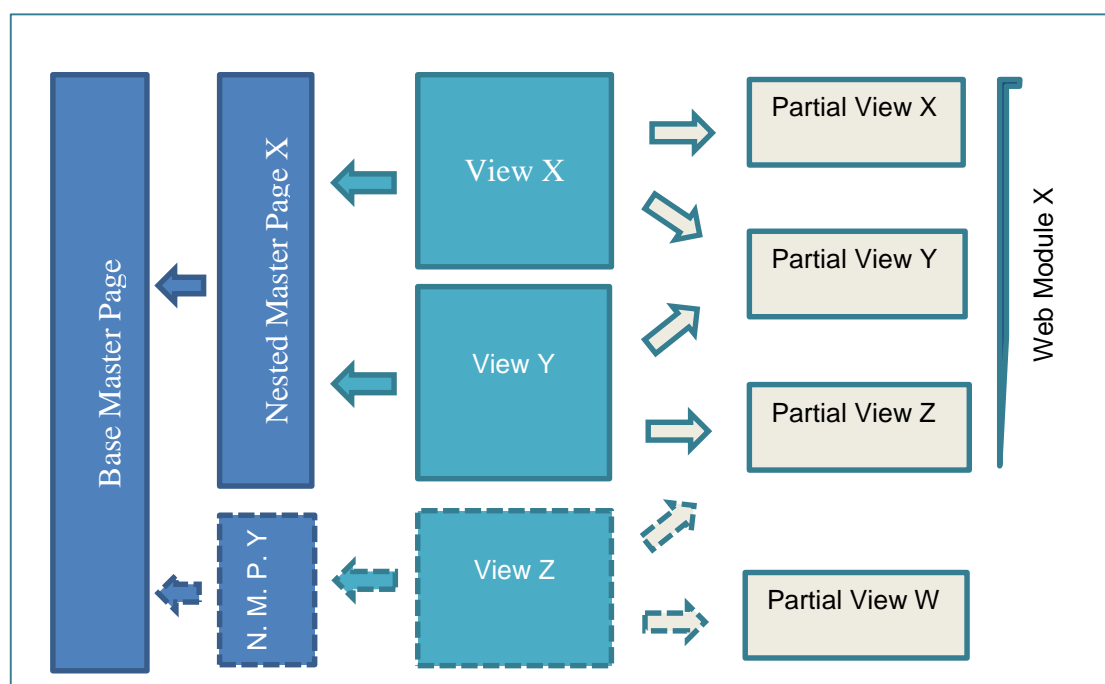 Base Master Page
Nested Master Page X
N. M. P. Y
View X
View Y
View Z
Partial View X
Partial View Y
Partial View Z
Partial View W
Web Module X